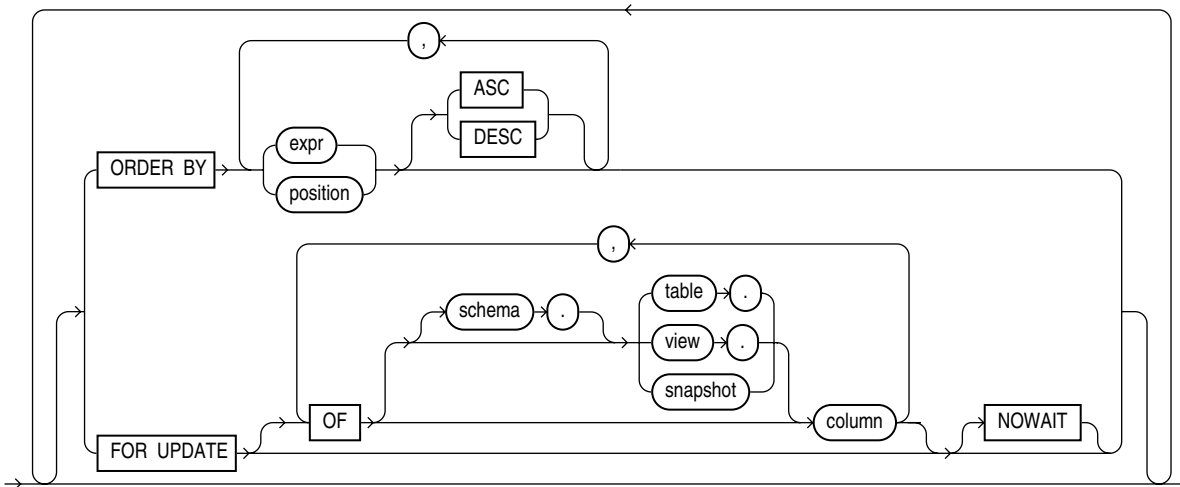 ,
ASC
DESC
expr
position
ORDER BY
,
schema .
table .
view .
snapshot
OF
column
NOWAIT
FOR UPDATE